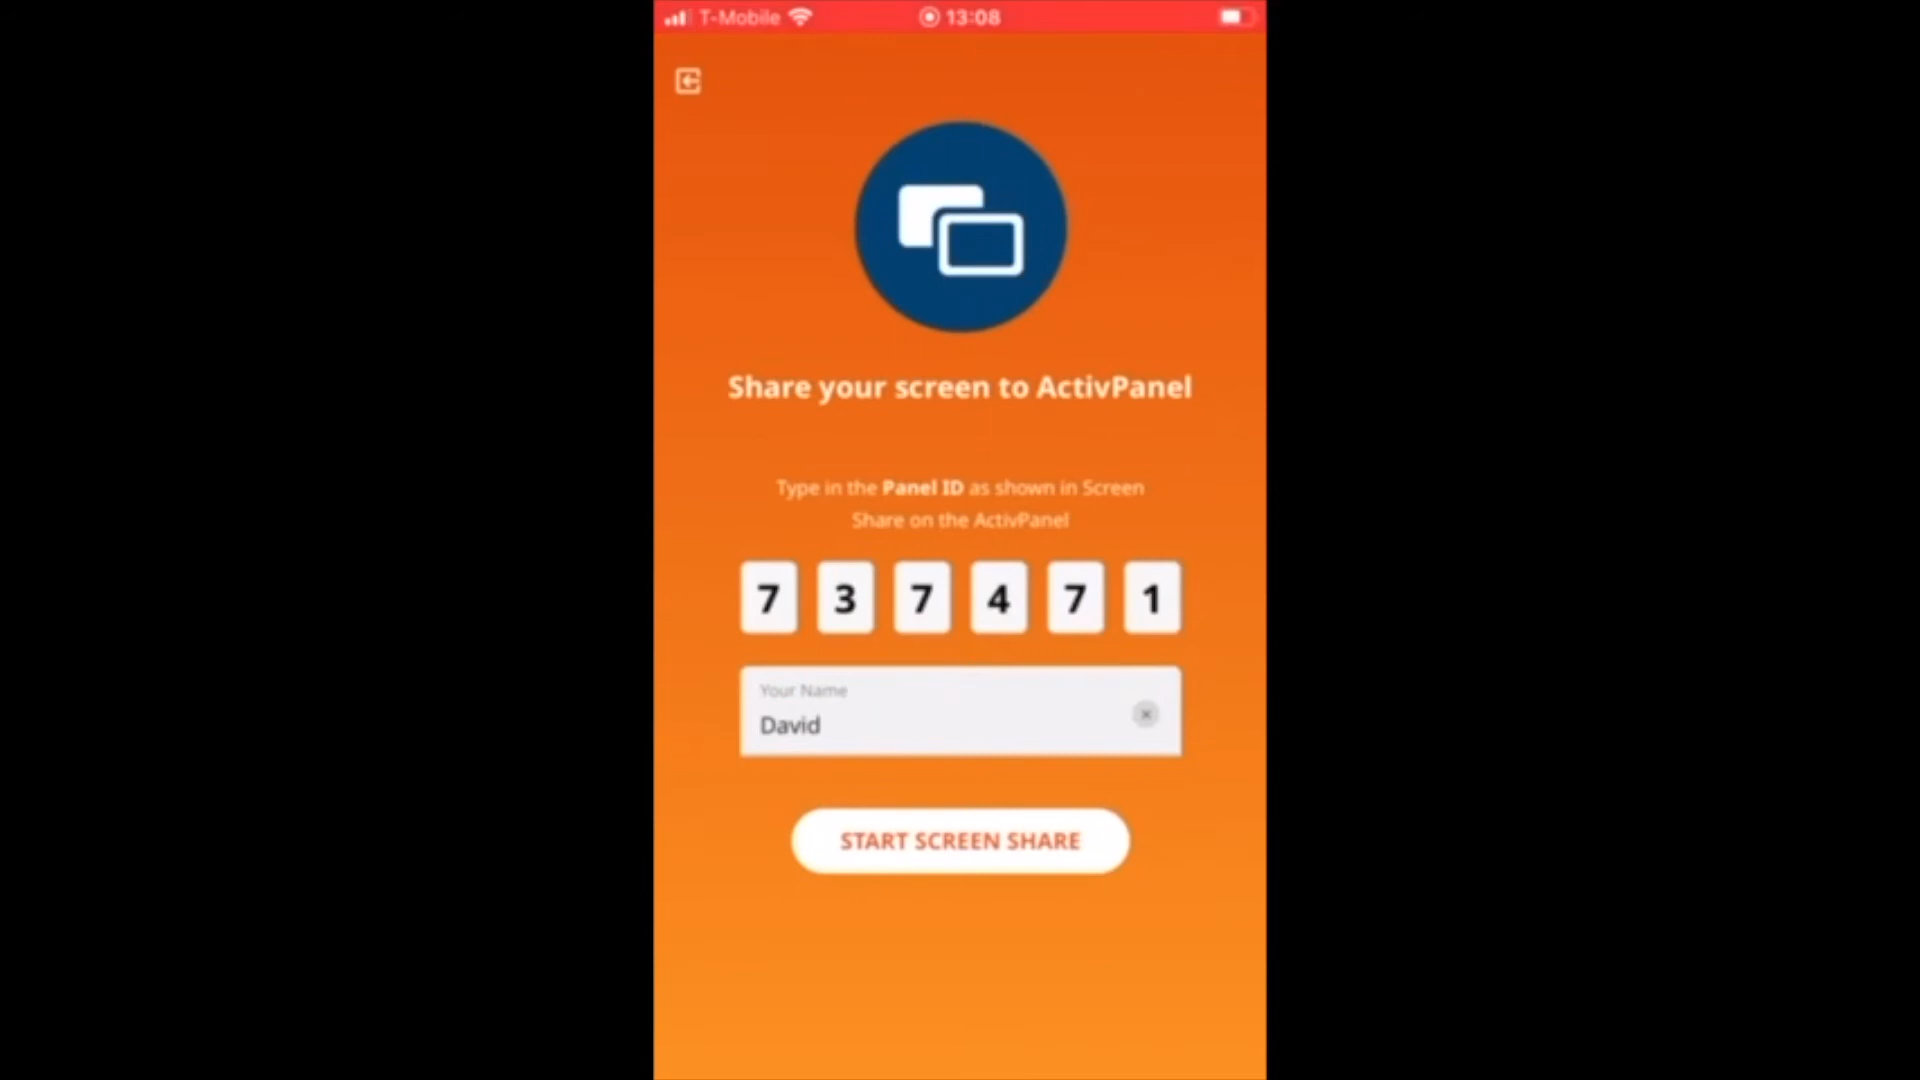 T-Mobile 13:08
Share your screen to ActivPanel
Type in the Panel ID as shown in Screen
Share on the ActivPanel
7 3 7 4 7 1
Your Name
David
START SCREEN SHARE